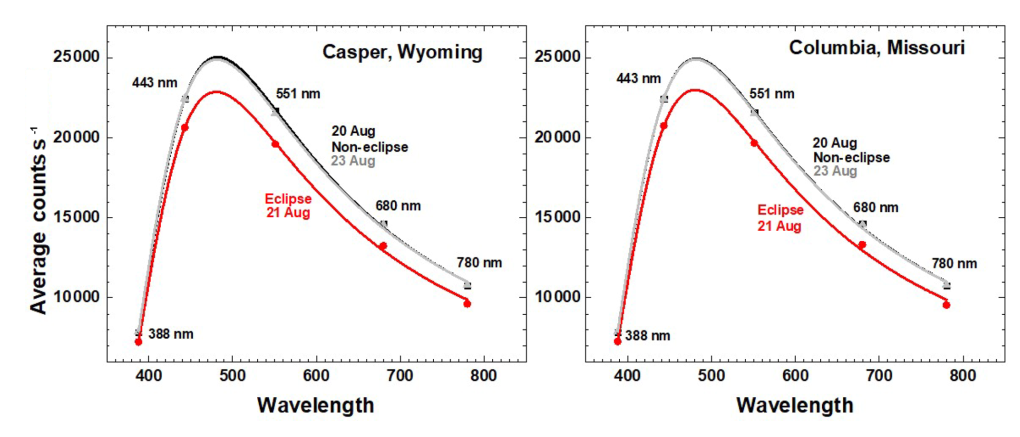 Casper, Wyoming
Average counts s⁻¹
25000
20000
15000
10000
443 nm
551 nm
20 Aug
Non-eclipse
23 Aug
Eclipse
21 Aug
680 nm
780 nm
388 nm
400
500
600
700
800
Wavelength
Columbia, Missouri
25000
20000
15000
10000
443 nm
551 nm
20 Aug
Non-eclipse
23 Aug
Eclipse
21 Aug
680 nm
780 nm
388 nm
400
500
600
700
800
Wavelength